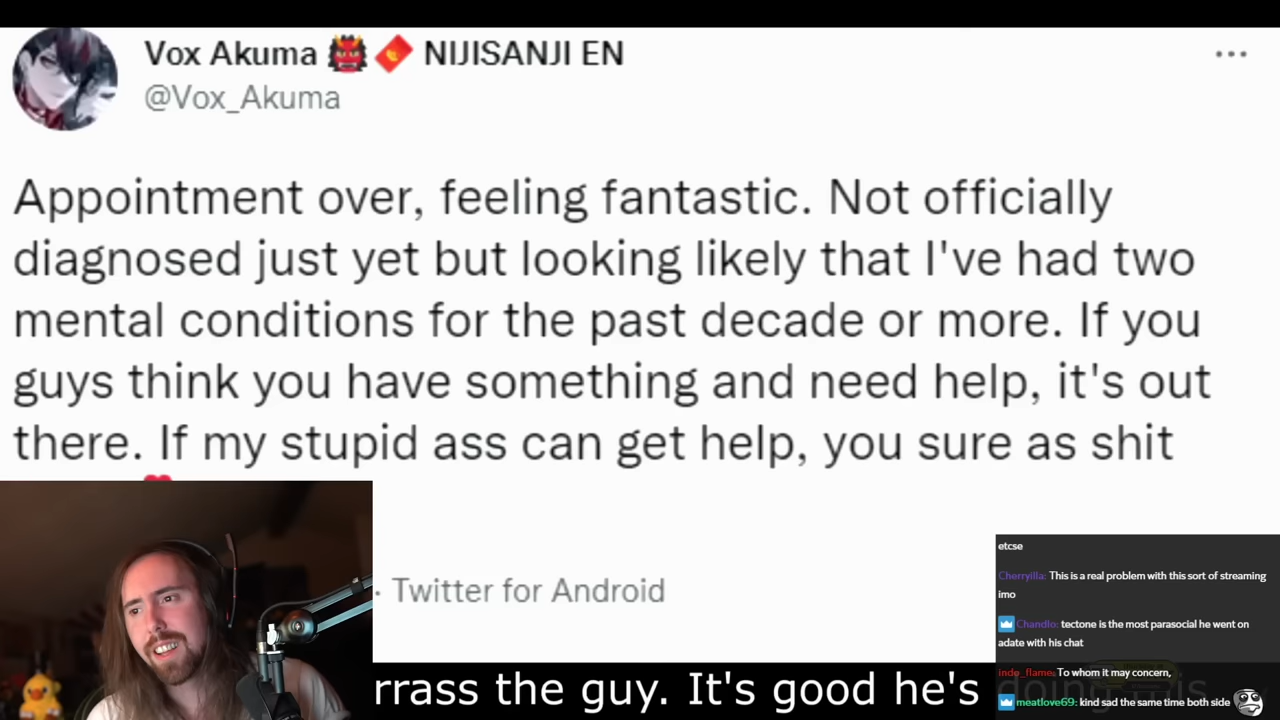 Vox Akuma 👹🧧 NIJISANJI EN
@Vox_Akuma
Appointment over, feeling fantastic. Not officially
diagnosed just yet but looking likely that I've had two
mental conditions for the past decade or more. If you
guys think you have something and need help, it's out
there. If my stupid ass can get help, you sure as shit
· Twitter for Android
rrass the guy. It's good he's doing
etcse
Cherryilla: This is a real problem with this sort of streaming
imo
Chandlo: tectone is the most parasocial he went on
adate with his chat
indo_flame: To whom it may concern,
meatlove69: kind sad the same time both side